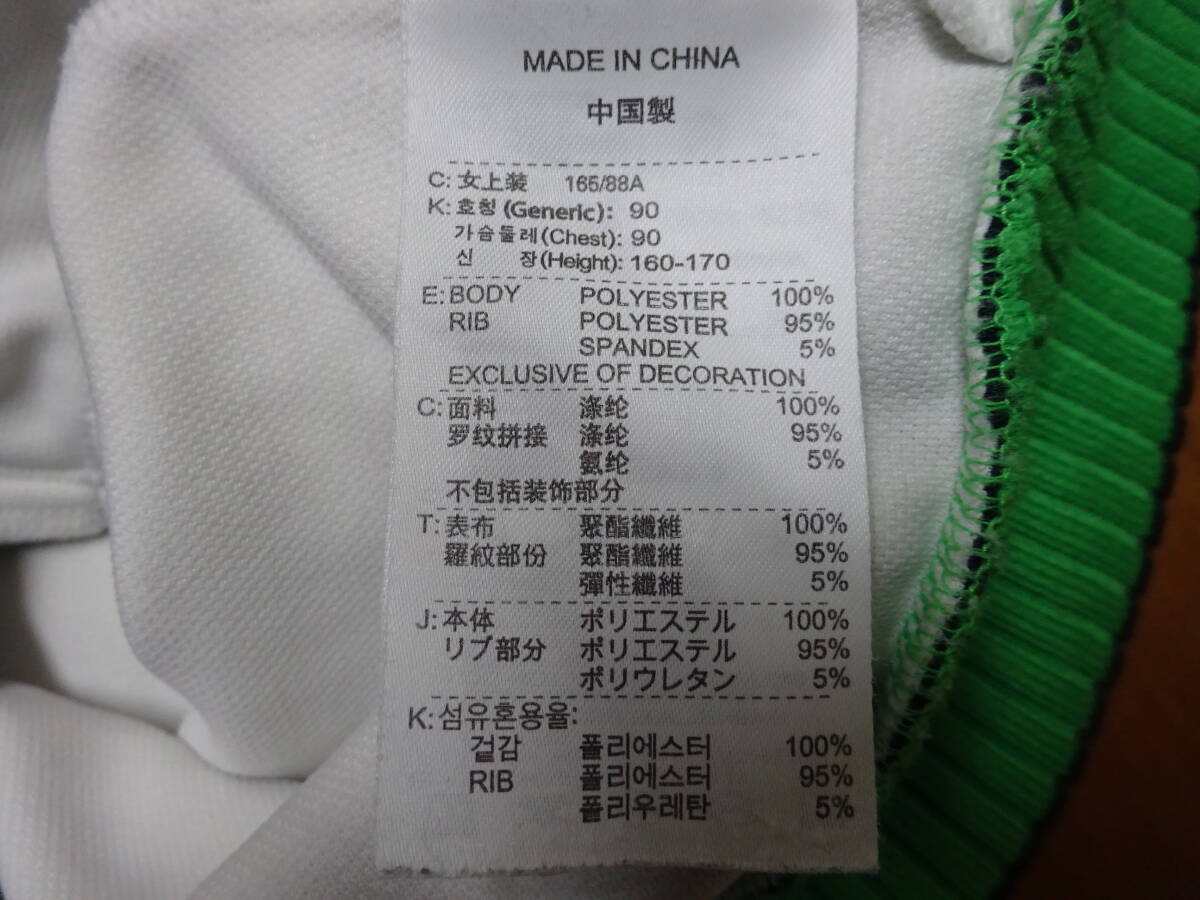 MADE IN CHINA
中国製
C: 女上装 165/88A
K: 호칭 (Generic): 90
가슴둘레(Chest): 90
신 장(Height): 160-170
E: BODY POLYESTER 100%
RIB POLYESTER 95%
SPANDEX 5%
EXCLUSIVE OF DECORATION
C: 面料 涤纶 100%
罗纹拼接 涤纶 95%
氨纶 5%
不包括装饰部分
T: 表布 聚酯纖維 100%
羅紋部份 聚酯纖維 95%
彈性纖維 5%
J: 本体 ポリエステル 100%
リブ部分 ポリエステル 95%
ポリウレタン 5%
K: 섬유혼용율:
겉감 폴리에스터 100%
RIB 폴리에스터 95%
폴리우레탄 5%